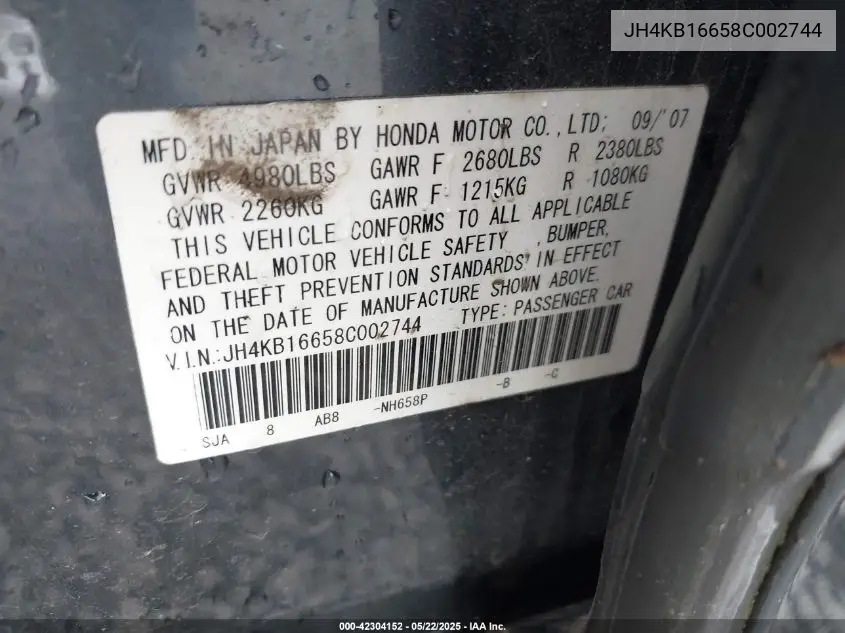 JH4KB16658C002744
MFD. IN JAPAN BY HONDA MOTOR CO.,LTD; 09/'07
GVWR 4980LBS GAWR F 2680LBS R 2380LBS
GVWR 2260KG GAWR F 1215KG R 1080KG
THIS VEHICLE CONFORMS TO ALL APPLICABLE
FEDERAL MOTOR VEHICLE SAFETY , BUMPER,
AND THEFT PREVENTION STANDARDS IN EFFECT
ON THE DATE OF MANUFACTURE SHOWN ABOVE.
V.I.N.:JH4KB16658C002744 TYPE: PASSENGER CAR
SJA 8 AB8 -NH658P -B -C
000-42304152 - 05/22/2025 - IAA Inc.